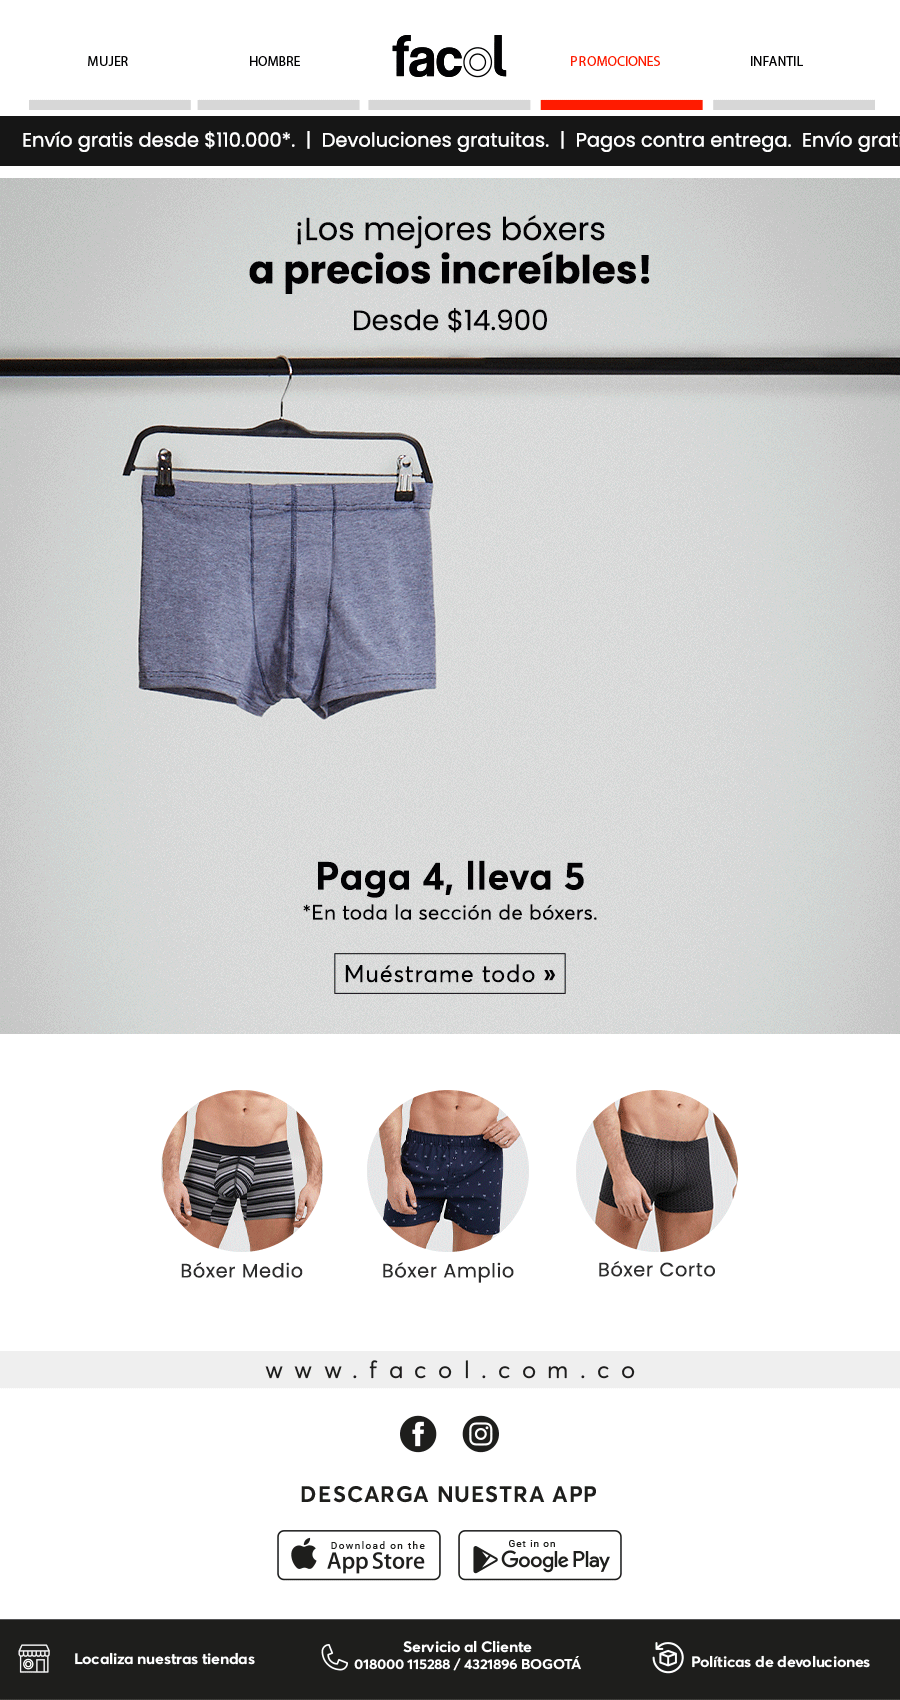 MUJER
HOMBRE
facol
PROMOCIONES
INFANTIL
Envío gratis desde $110.000*. | Devoluciones gratuitas. | Pagos contra entrega. Envío grati
¡Los mejores bóxers
a precios increíbles!
Desde $14.900
Paga 4, lleva 5
*En toda la sección de bóxers.
Muéstrame todo »
Bóxer Medio
Bóxer Amplio
Bóxer Corto
www.facol.com.co
DESCARGA NUESTRA APP
Download on the
App Store
Get in on
Google Play
Localiza nuestras tiendas
Servicio al Cliente
018000 115288 / 4321896 BOGOTÁ
Políticas de devoluciones